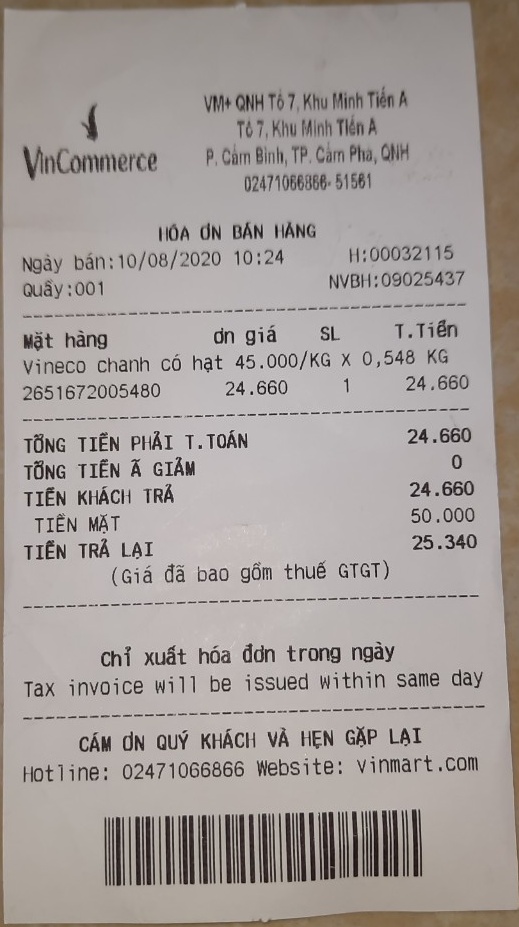 VinCommerce
VM+ QNH Tổ 7, Khu Minh Tiến A
Tổ 7, Khu Minh Tiến A
P. Cẩm Bình, TP. Cẩm Phả, QNH
02471066866- 51561
HÓA ƠN BÁN HÀNG
Ngày bán:10/08/2020 10:24 H:00032115
Quầy:001 NVBH:09025437
Mặt hàng ơn giá SL T.Tiền
Vineco chanh có hạt 45.000/KG X 0,548 KG
2651672005480 24.660 1 24.660
TỔNG TIỀN PHẢI T.TOÁN 24.660
TỔNG TIỀN Ã GIẢM 0
TIỀN KHÁCH TRẢ 24.660
TIỀN MẶT 50.000
TIỀN TRẢ LẠI 25.340
(Giá đã bao gồm thuế GTGT)
Chỉ xuất hóa đơn trong ngày
Tax invoice will be issued within same day
CÁM ƠN QUÝ KHÁCH VÀ HẸN GẶP LẠI
Hotline: 02471066866 Website: vinmart.com